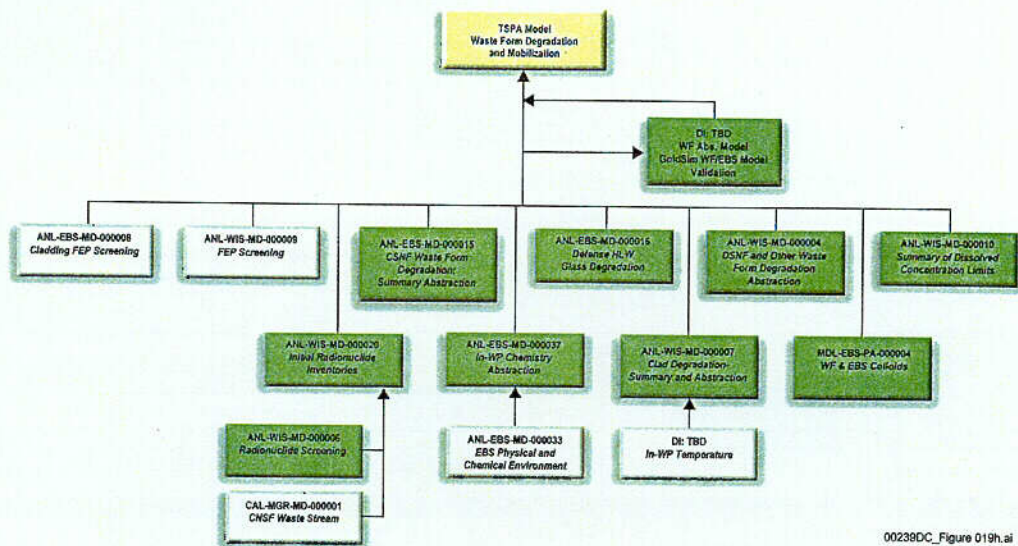 TSPA Model
Waste Form Degradation
and Mobilization
DI: TBD
WF Abs. Model
GoldSim WF/EBS Model
Validation
ANL-EBS-MD-000008
Cladding FEP Screening
ANL-WIS-MD-000009
FEP Screening
ANL-EBS-MD-000015
CSNF Waste Form
Degradation:
Summary Abstraction
ANL-EBS-MD-000016
Defense HLW
Glass Degradation
ANL-WIS-MD-000004
DSNF and Other Waste
Form Degradation
Abstraction
ANL-WIS-MD-000010
Summary of Dissolved
Concentration Limits
ANL-WIS-MD-000020
Initial Radionuclide
Inventories
ANL-EBS-MD-000037
In-WP Chemistry
Abstraction
ANL-WIS-MD-000007
Clad Degradation-
Summary and Abstraction
MDL-EBS-PA-000004
WF & EBS Colloids
ANL-WIS-MD-000006
Radionuclide Screening
ANL-EBS-MD-000033
EBS Physical and
Chemical Environment
DI: TBD
In-WP Temperature
CAL-MGR-MD-000001
CNSF Waste Stream
00239DC_Figure 019h.ai